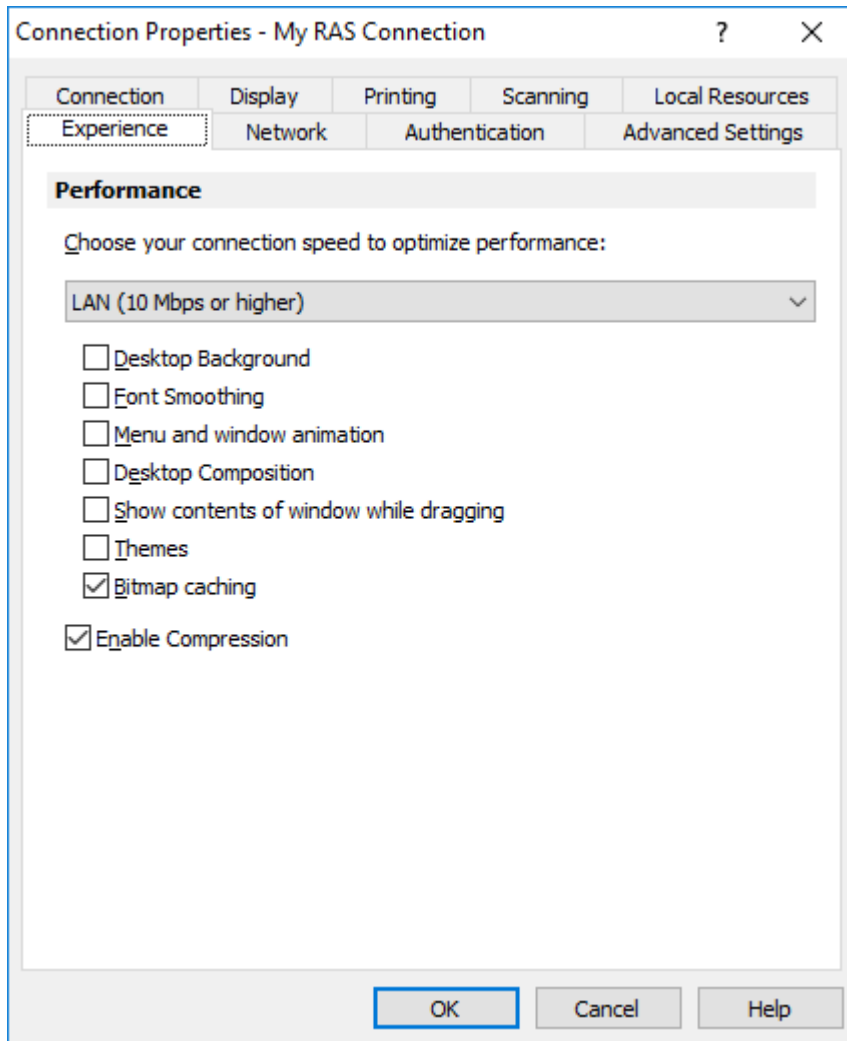 Connection Properties - My RAS Connection ?
Connection Display Printing Scanning Local Resources
Experience Network Authentication Advanced Settings
Performance
Choose your connection speed to optimize performance:
LAN (10 Mbps or higher)
Desktop Background
Font Smoothing
Menu and window animation
Desktop Composition
Show contents of window while dragging
Themes
Bitmap caching
Enable Compression
OK Cancel Help